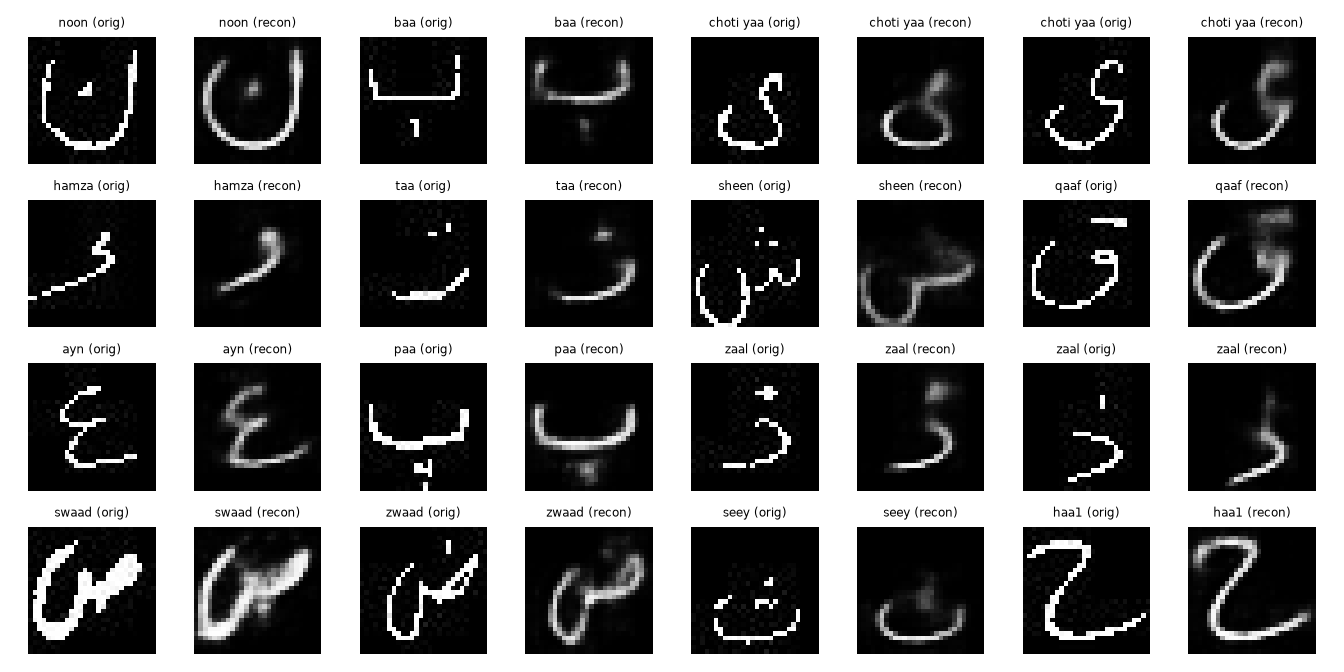 noon (orig) noon (recon) baa (orig) baa (recon) choti yaa (orig) choti yaa (recon) choti yaa (orig) choti yaa (recon)
ن ن ب ب ی ی ی ی
hamza (orig) hamza (recon) taa (orig) taa (recon) sheen (orig) sheen (recon) qaaf (orig) qaaf (recon)
ء ء ت ت ش ش ق ق
ayn (orig) ayn (recon) paa (orig) paa (recon) zaal (orig) zaal (recon) zaal (orig) zaal (recon)
ع ع پ پ ذ ذ ذ ذ
swaad (orig) swaad (recon) zwaad (orig) zwaad (recon) seey (orig) seey (recon) haa1 (orig) haa1 (recon)
ص ص ض ض ث ث ح ح